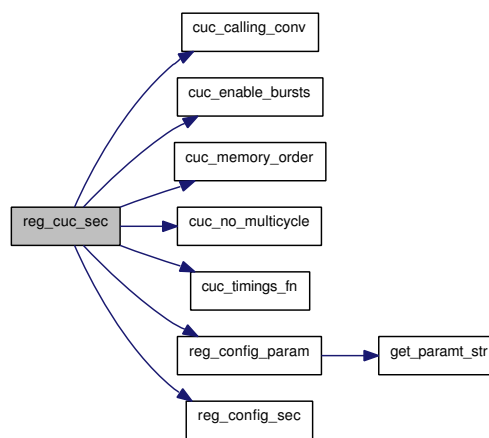 cuc_calling_conv
cuc_enable_bursts
cuc_memory_order
reg_cuc_sec
cuc_no_multicycle
cuc_timings_fn
reg_config_param
get_paramt_str
reg_config_sec